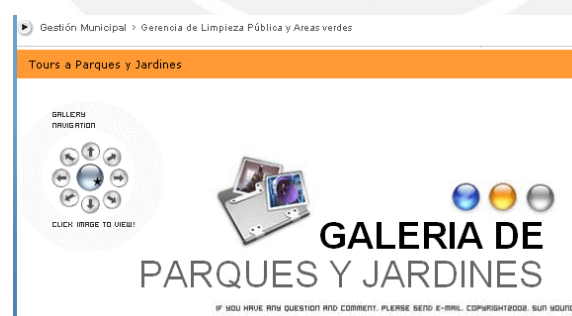 Gestión Municipal > Gerencia de Limpieza Pública y Areas verdes
Tours a Parques y Jardines
GALLERY
NAVIGATION
CLICK IMAGE TO VIEW!
GALERIA DE
PARQUES Y JARDINES
IF YOU HAVE ANY QUESTION AND COMMENT. PLEASE SEND E-MAIL. COPYRIGHT2002. SUN YOUNG